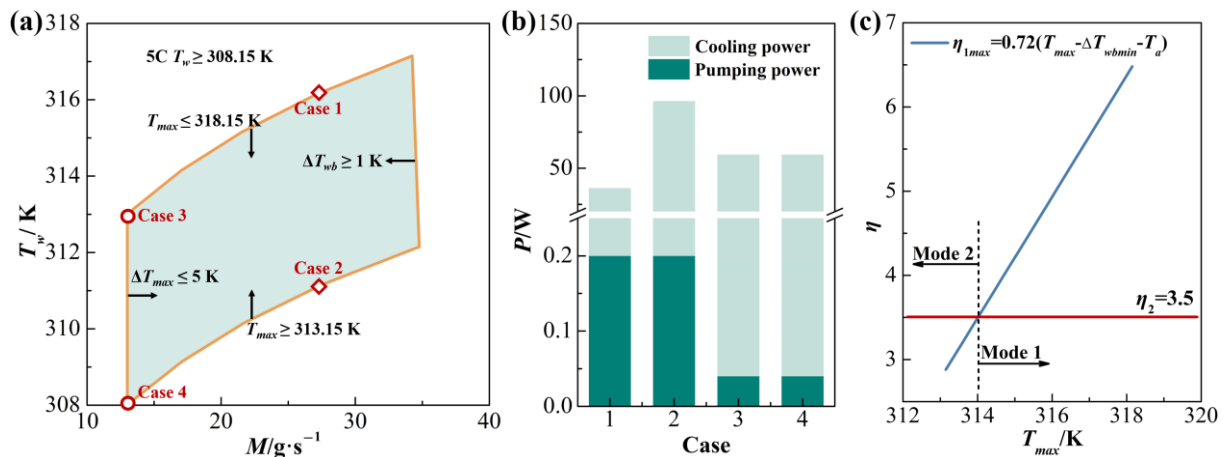 (a)
318
316
314
312
310
308
T_w / K
10
20
30
40
M/g·s⁻¹
5C T_w ≥ 308.15 K
Case 1
T_max ≤ 318.15 K
ΔT_wb ≥ 1 K
Case 3
ΔT_max ≤ 5 K
Case 2
T_max ≥ 313.15 K
Case 4
(b)
150
100
50
0.2
0.1
0.0
P/W
Cooling power
Pumping power
1
2
3
4
Case
(c)
7
6
5
4
3
η
η_1max=0.72(T_max-ΔT_wbmin-T_a)
Mode 2
η_2=3.5
Mode 1
312
314
316
318
320
T_max/K